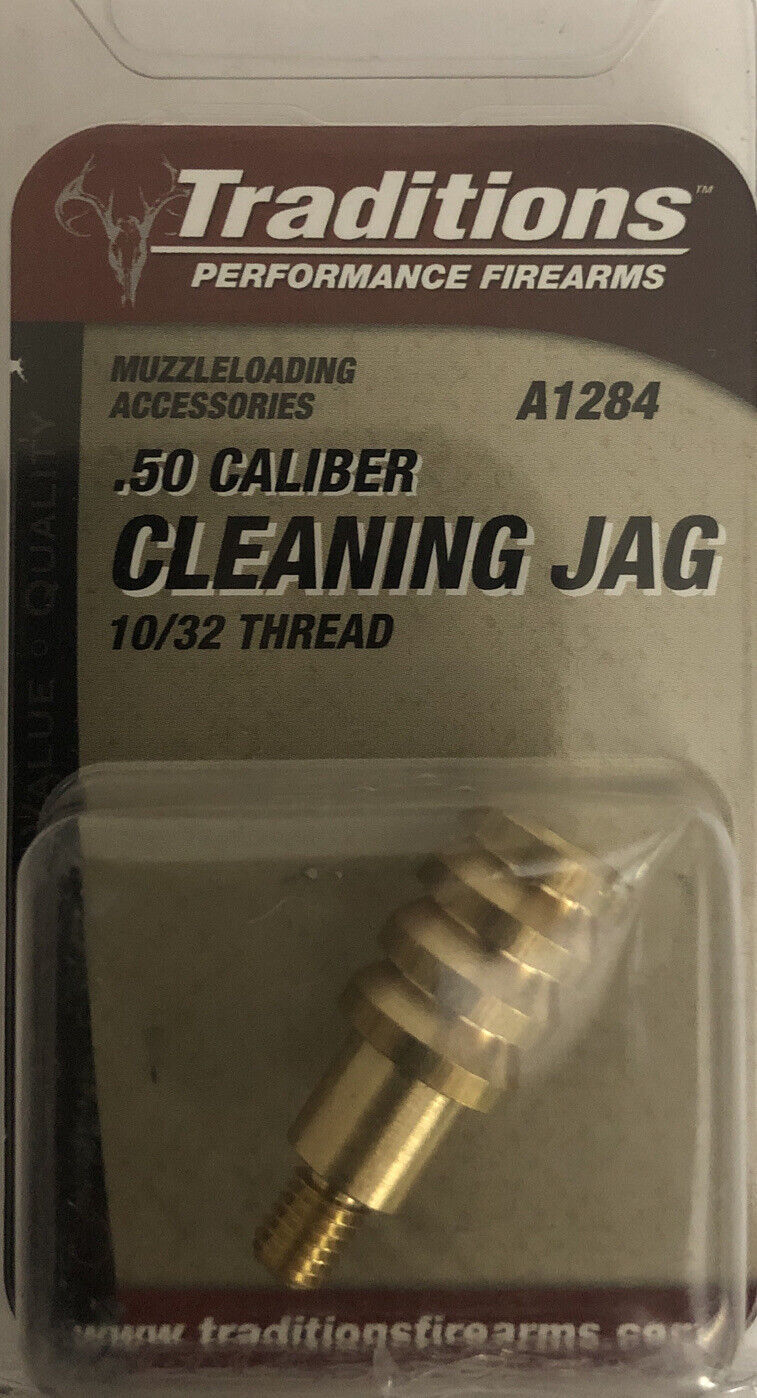 Traditions™
PERFORMANCE FIREARMS
MUZZLELOADING
ACCESSORIES
A1284
.50 CALIBER
CLEANING JAG
10/32 THREAD
VALUE ○ QUALITY
www.traditionsfirearms.com